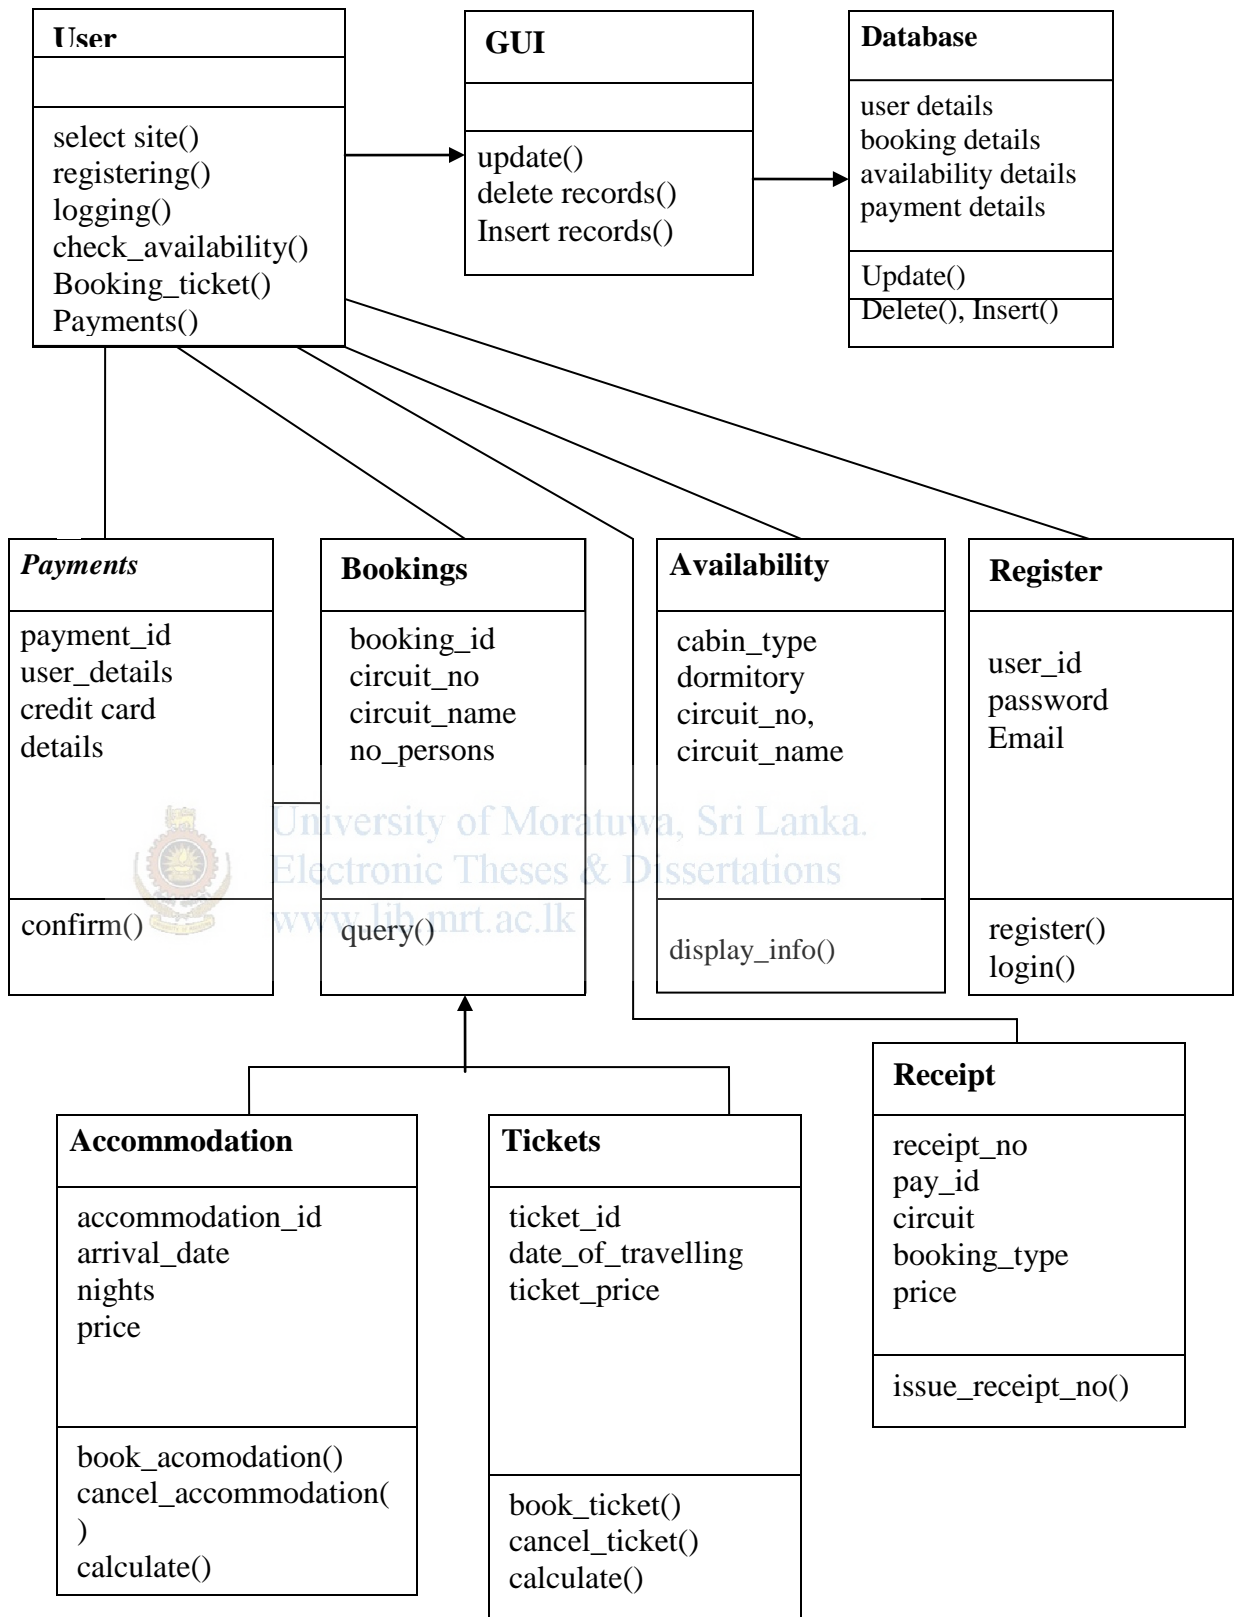 User
select site()
registering()
logging()
check_availability()
Booking_ticket()
Payments()
GUI
update()
delete records()
Insert records()
Database
user details
booking details
availability details
payment details
Update()
Delete(), Insert()
Payments
payment_id
user_details
credit card
details
confirm()
Bookings
booking_id
circuit_no
circuit_name
no_persons
query()
Availability
cabin_type
dormitory
circuit_no,
circuit_name
display_info()
Register
user_id
password
Email
register()
login()
University of Moratuwa, Sri Lanka.
Electronic Theses & Dissertations
www.lib.mrt.ac.lk
Accommodation
accommodation_id
arrival_date
nights
price
book_acomodation()
cancel_accommodation(
)
calculate()
Tickets
ticket_id
date_of_travelling
ticket_price
book_ticket()
cancel_ticket()
calculate()
Receipt
receipt_no
pay_id
circuit
booking_type
price
issue_receipt_no()